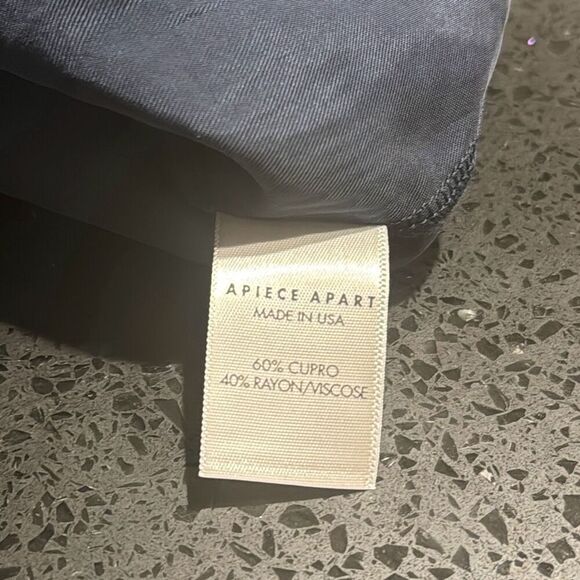 APIECE APART
MADE IN USA
60% CUPRO
40% RAYON/VISCOSE